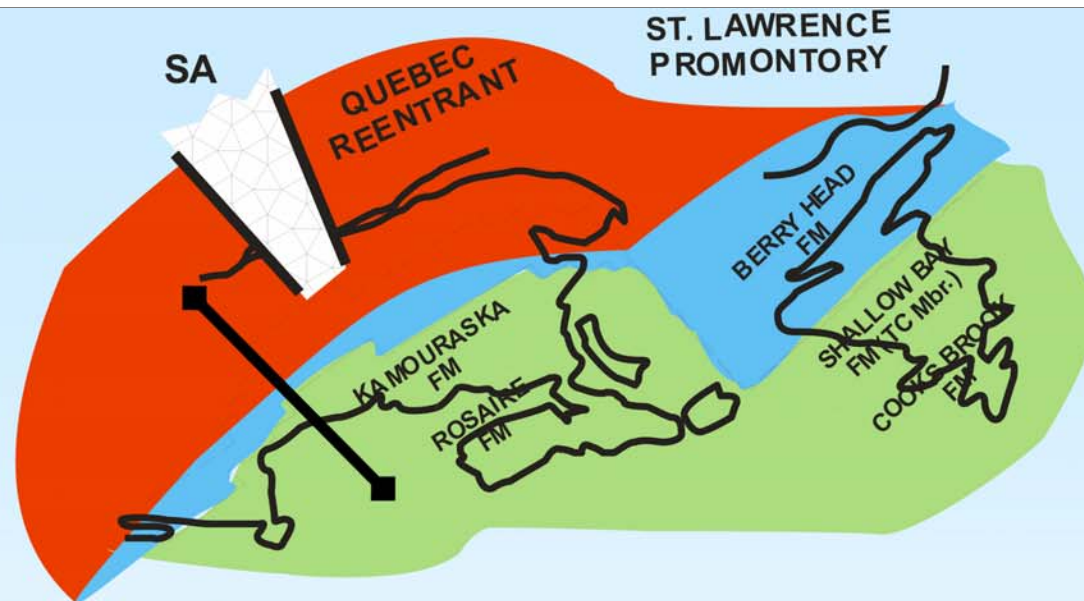 ST. LAWRENCE
PROMONTORY
SA
QUEBEC
REENTRANT
BERRY HEAD
FM
SHALLOW BAY
FM (TC Mbr.)
COOKS BROOK
FM
KAMOURASKA
FM
ROSAIRE
FM